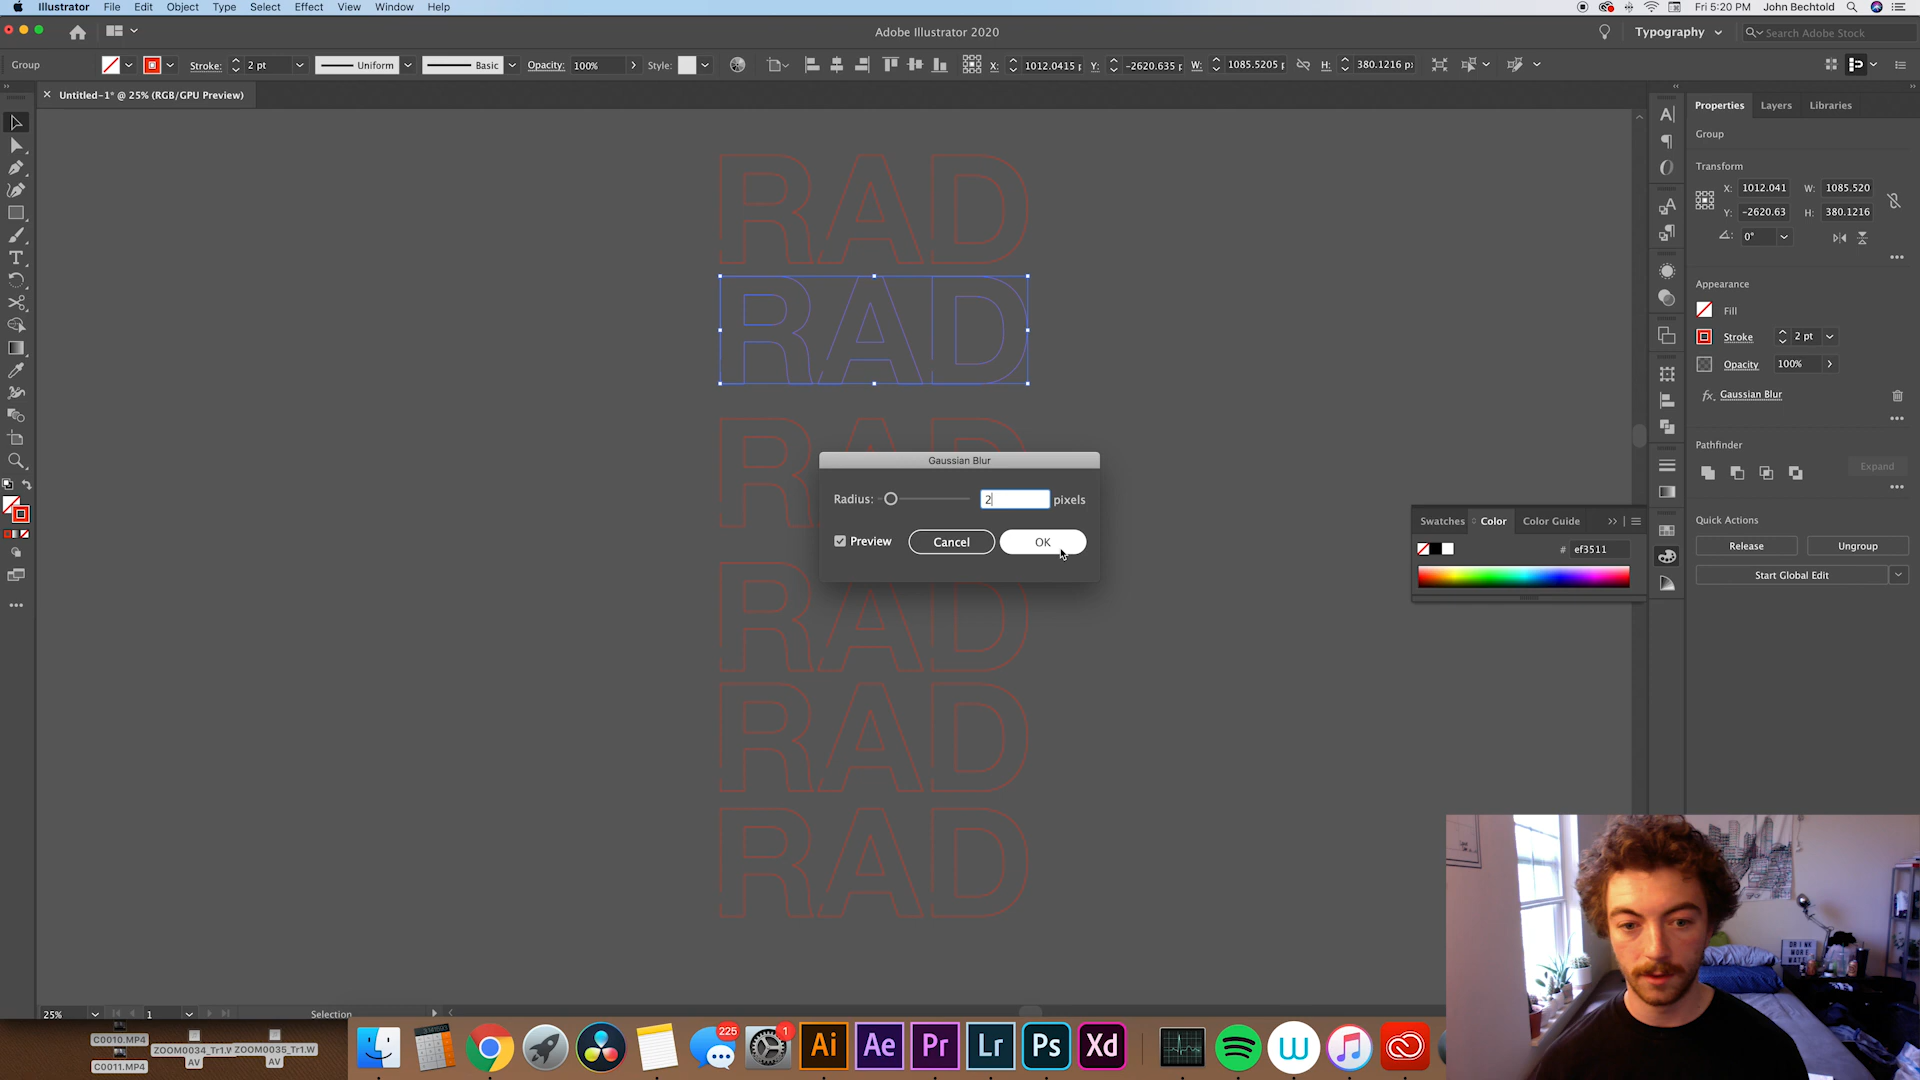 Illustrator File Edit Object Type Select Effect View Window Help
Fri 5:20 PM John Bechtold
Adobe Illustrator 2020
Typography
Search Adobe Stock
Group Stroke: 2 pt Uniform Basic Opacity: 100% Style: X: 1012.0415 p Y: -2620.635 p W: 1085.5205 p H: 380.1216 p
× Untitled-1* @ 25% (RGB/GPU Preview)
RAD
RAD
RAD
RAD
RAD
RAD
Gaussian Blur
Radius: 2 pixels
Preview Cancel OK
Swatches Color Color Guide
# ef3511
Properties Layers Libraries
Group
Transform
X: 1012.041 W: 1085.520
Y: -2620.63 H: 380.1216
0°
Appearance
Fill
Stroke 2 pt
Opacity 100%
fx. Gaussian Blur
Pathfinder
Expand
Quick Actions
Release Ungroup
Start Global Edit
25% 1 Selection
C0010.MP4
ZOOM0034_Tr1.W
AV
ZOOM0035_Tr1.W
AV
C0011.MP4
225
1
Ai Ae Pr Lr Ps Xd
DRINK
MORE
WATER